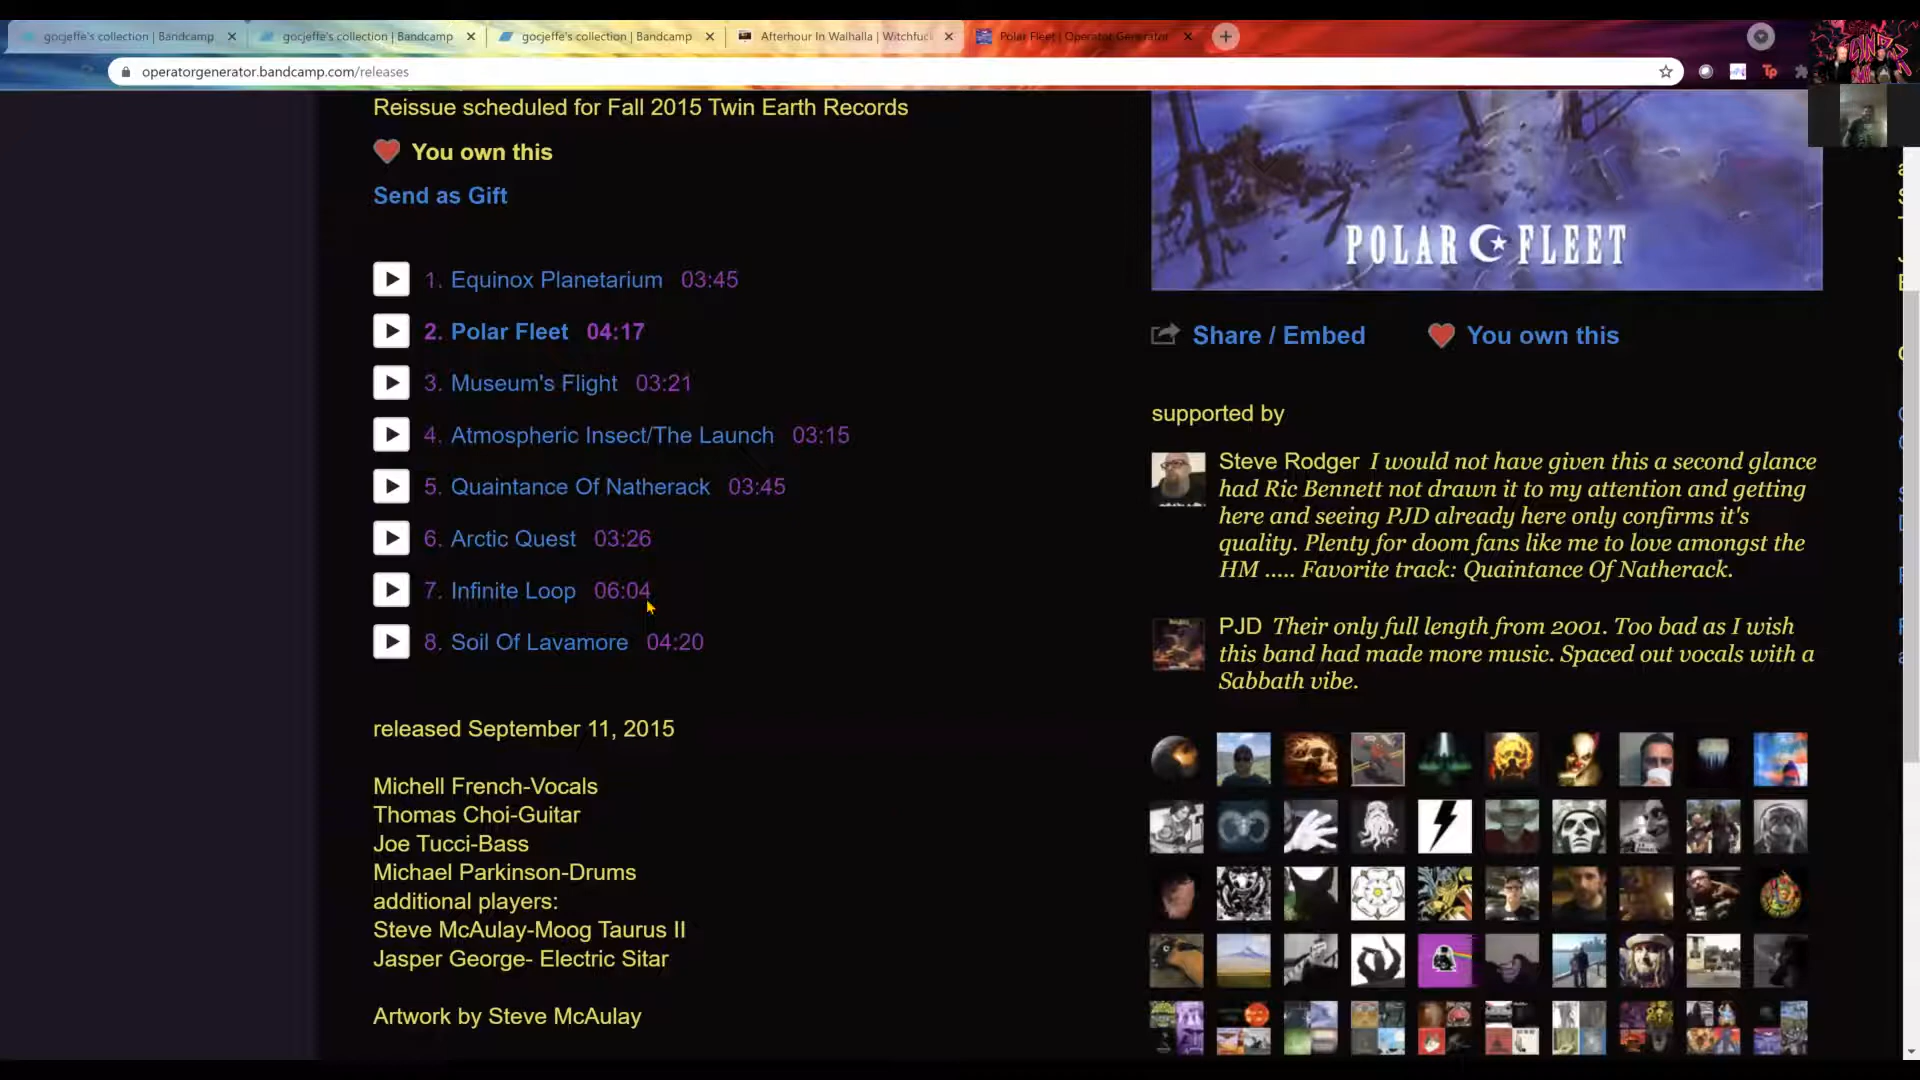 gocjeffe's collection | Bandcamp
gocjeffe's collection | Bandcamp
gocjeffe's collection | Bandcamp
Afterhour In Walhalla | Witchfuc
Polar Fleet | Operator Generator
operatorgenerator.bandcamp.com/releases
Tp
Reissue scheduled for Fall 2015 Twin Earth Records
You own this
Send as Gift
1. Equinox Planetarium 03:45
2. Polar Fleet 04:17
3. Museum's Flight 03:21
4. Atmospheric Insect/The Launch 03:15
5. Quaintance Of Natherack 03:45
6. Arctic Quest 03:26
7. Infinite Loop 06:04
8. Soil Of Lavamore 04:20
released September 11, 2015
Michell French-Vocals
Thomas Choi-Guitar
Joe Tucci-Bass
Michael Parkinson-Drums
additional players:
Steve McAulay-Moog Taurus II
Jasper George- Electric Sitar
Artwork by Steve McAulay
POLAR FLEET
Share / Embed
You own this
supported by
Steve Rodger I would not have given this a second glance
had Ric Bennett not drawn it to my attention and getting
here and seeing PJD already here only confirms it's
quality. Plenty for doom fans like me to love amongst the
HM ..... Favorite track: Quaintance Of Natherack.
PJD Their only full length from 2001. Too bad as I wish
this band had made more music. Spaced out vocals with a
Sabbath vibe.